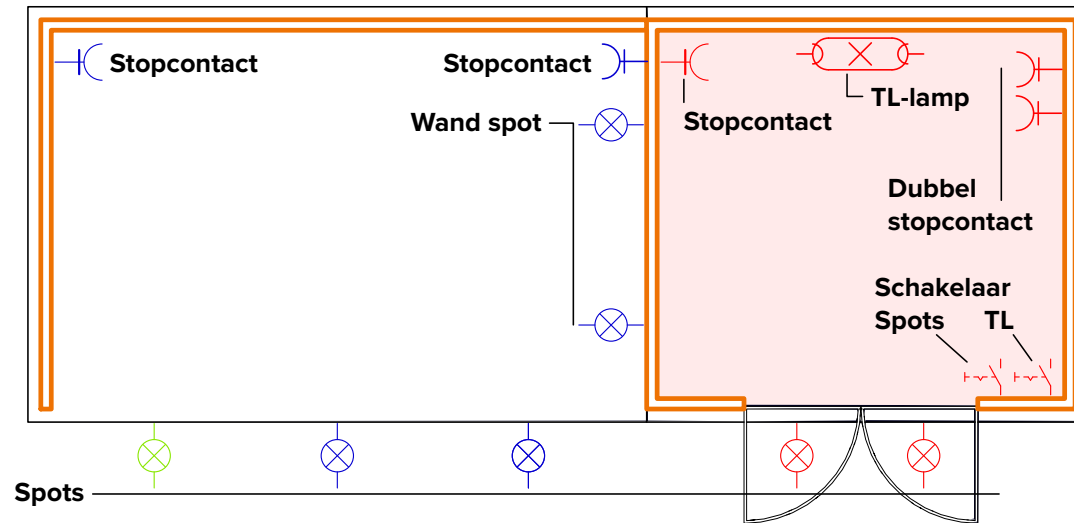 Stopcontact
Stopcontact
TL-lamp
Stopcontact
Wand spot
Dubbel
stopcontact
Schakelaar
Spots TL
Spots